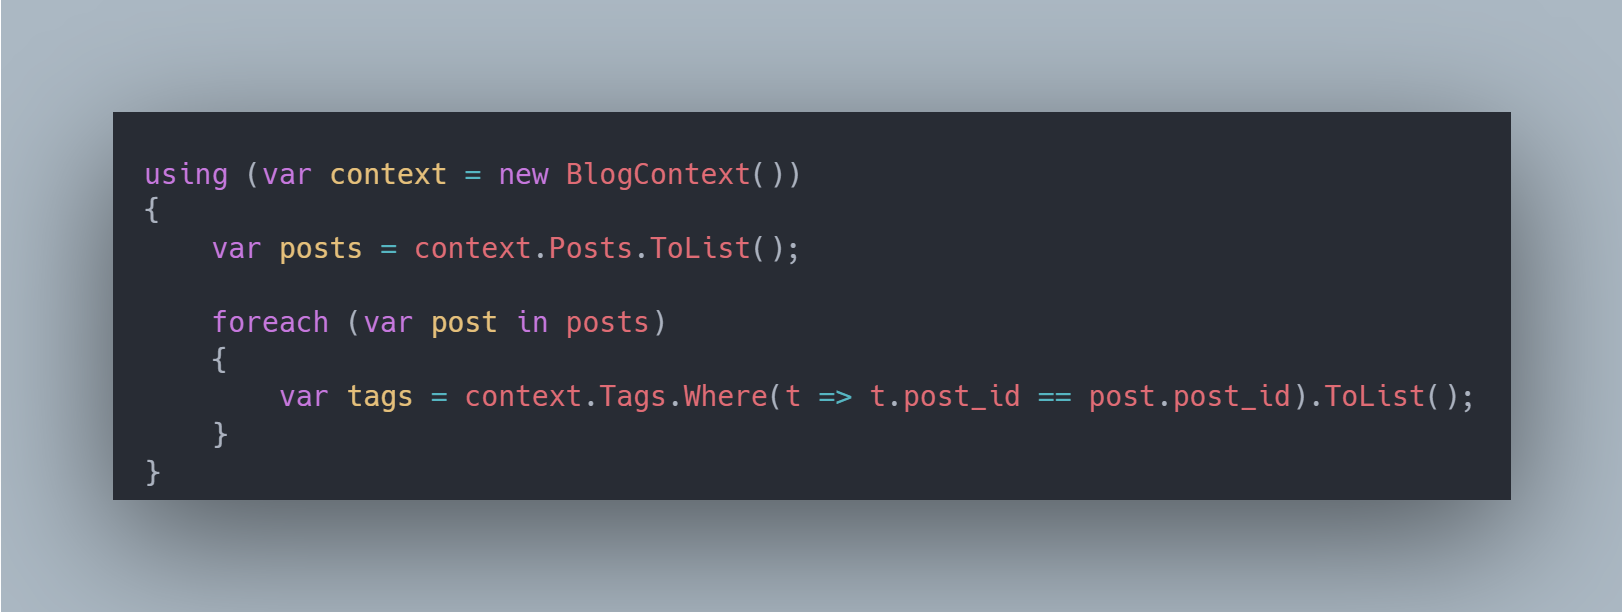 using (var context = new BlogContext())
{
    var posts = context.Posts.ToList();

    foreach (var post in posts)
    {
        var tags = context.Tags.Where(t => t.post_id == post.post_id).ToList();
    }
}